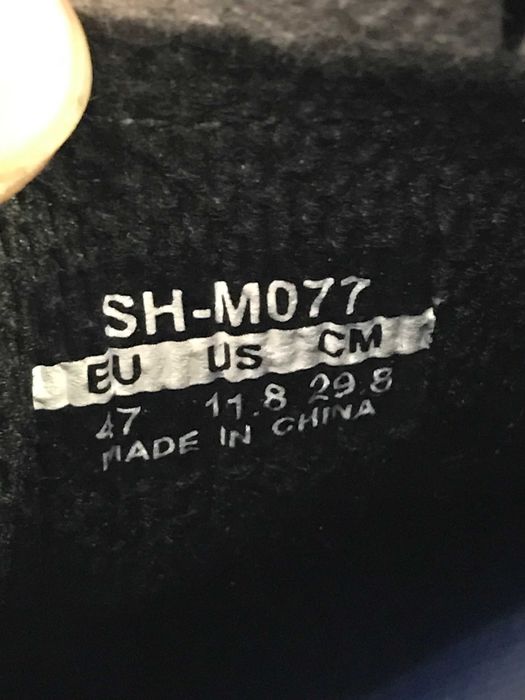 SH-M077
EU US CM
47 11.8 29.8
MADE IN CHINA